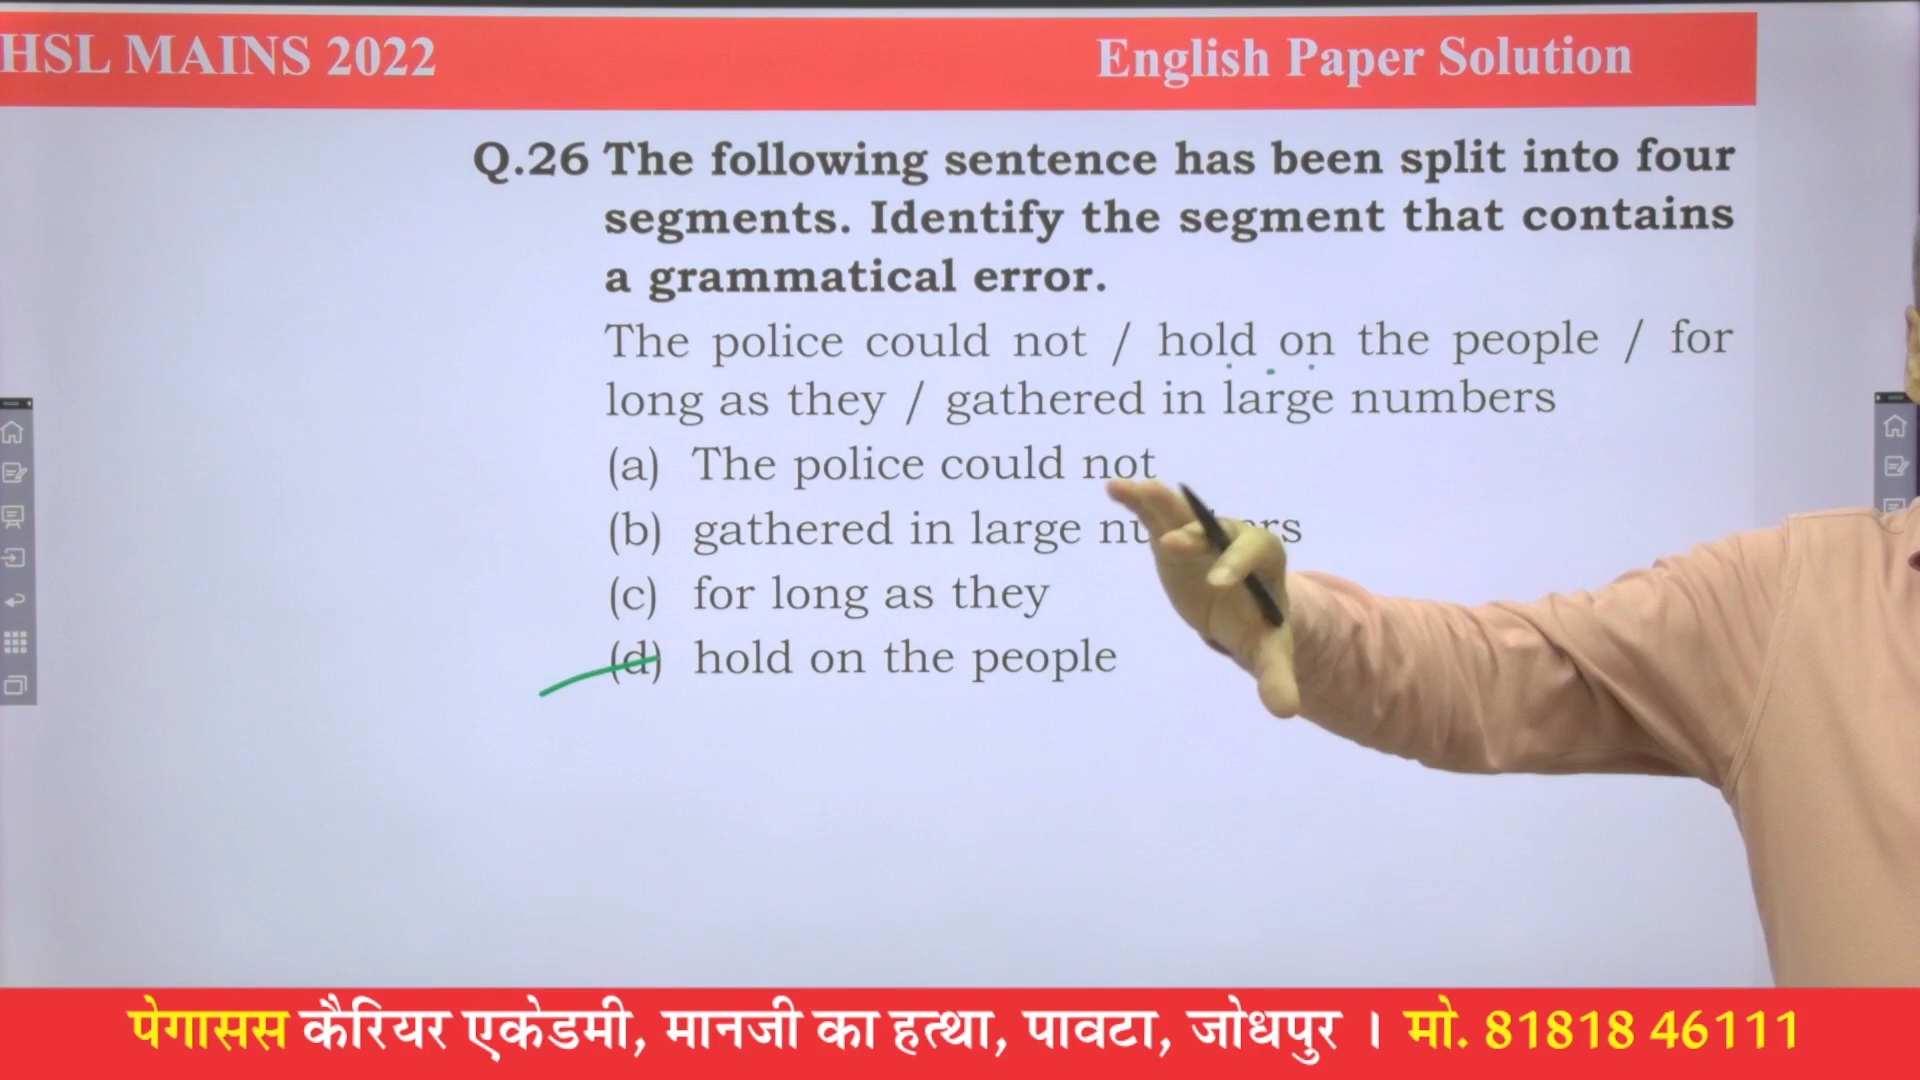 HSL MAINS 2022
English Paper Solution
Q.26 The following sentence has been split into four
segments. Identify the segment that contains
a grammatical error.
The police could not / hold on the people / for
long as they / gathered in large numbers
(a) The police could not
(b) gathered in large
(c) for long as they
(d) hold on the people
पेगासस कैरियर एकेडमी, मानजी का हत्था, पावटा, जोधपुर । मो. 81818 46111